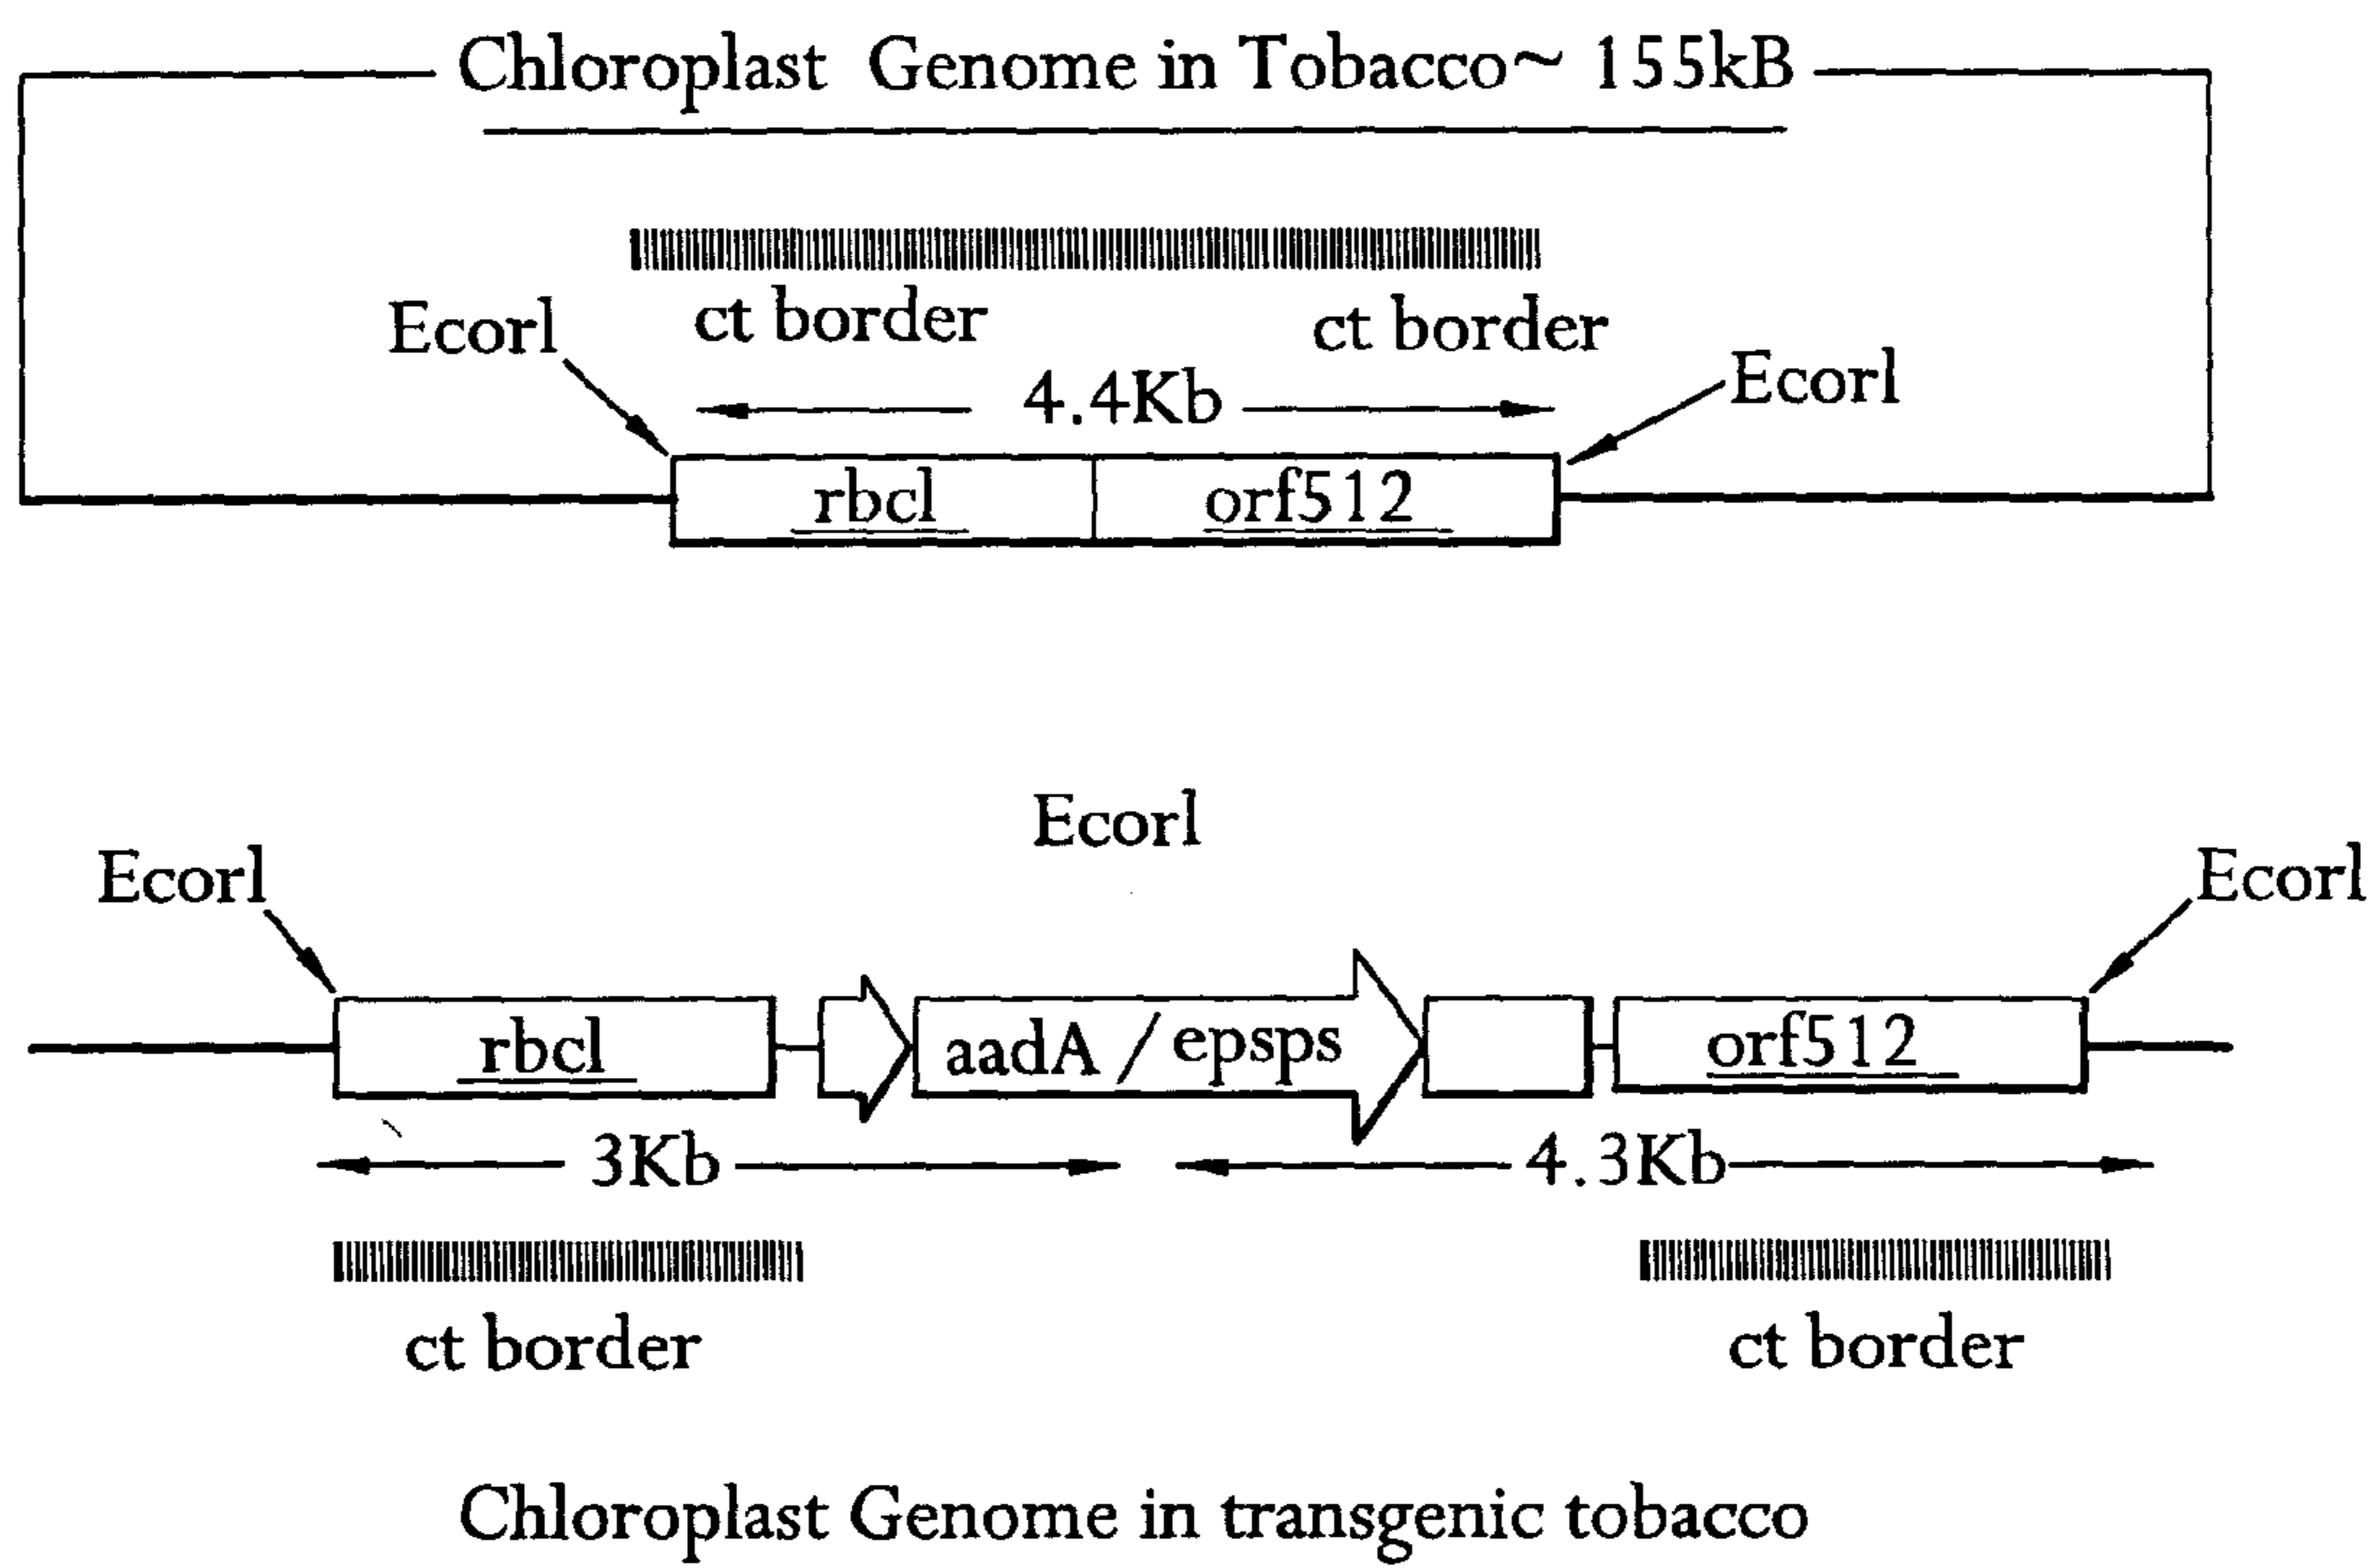 Chloroplast Genome in Tobacco~ 155kB
ct border
ct border
Ecorl
4.4Kb
Ecorl
rbcl
orf512
Ecorl
Ecorl
Ecorl
rbcl
aadA / epsps
orf512
3Kb
4.3Kb
ct border
ct border
Chloroplast Genome in transgenic tobacco